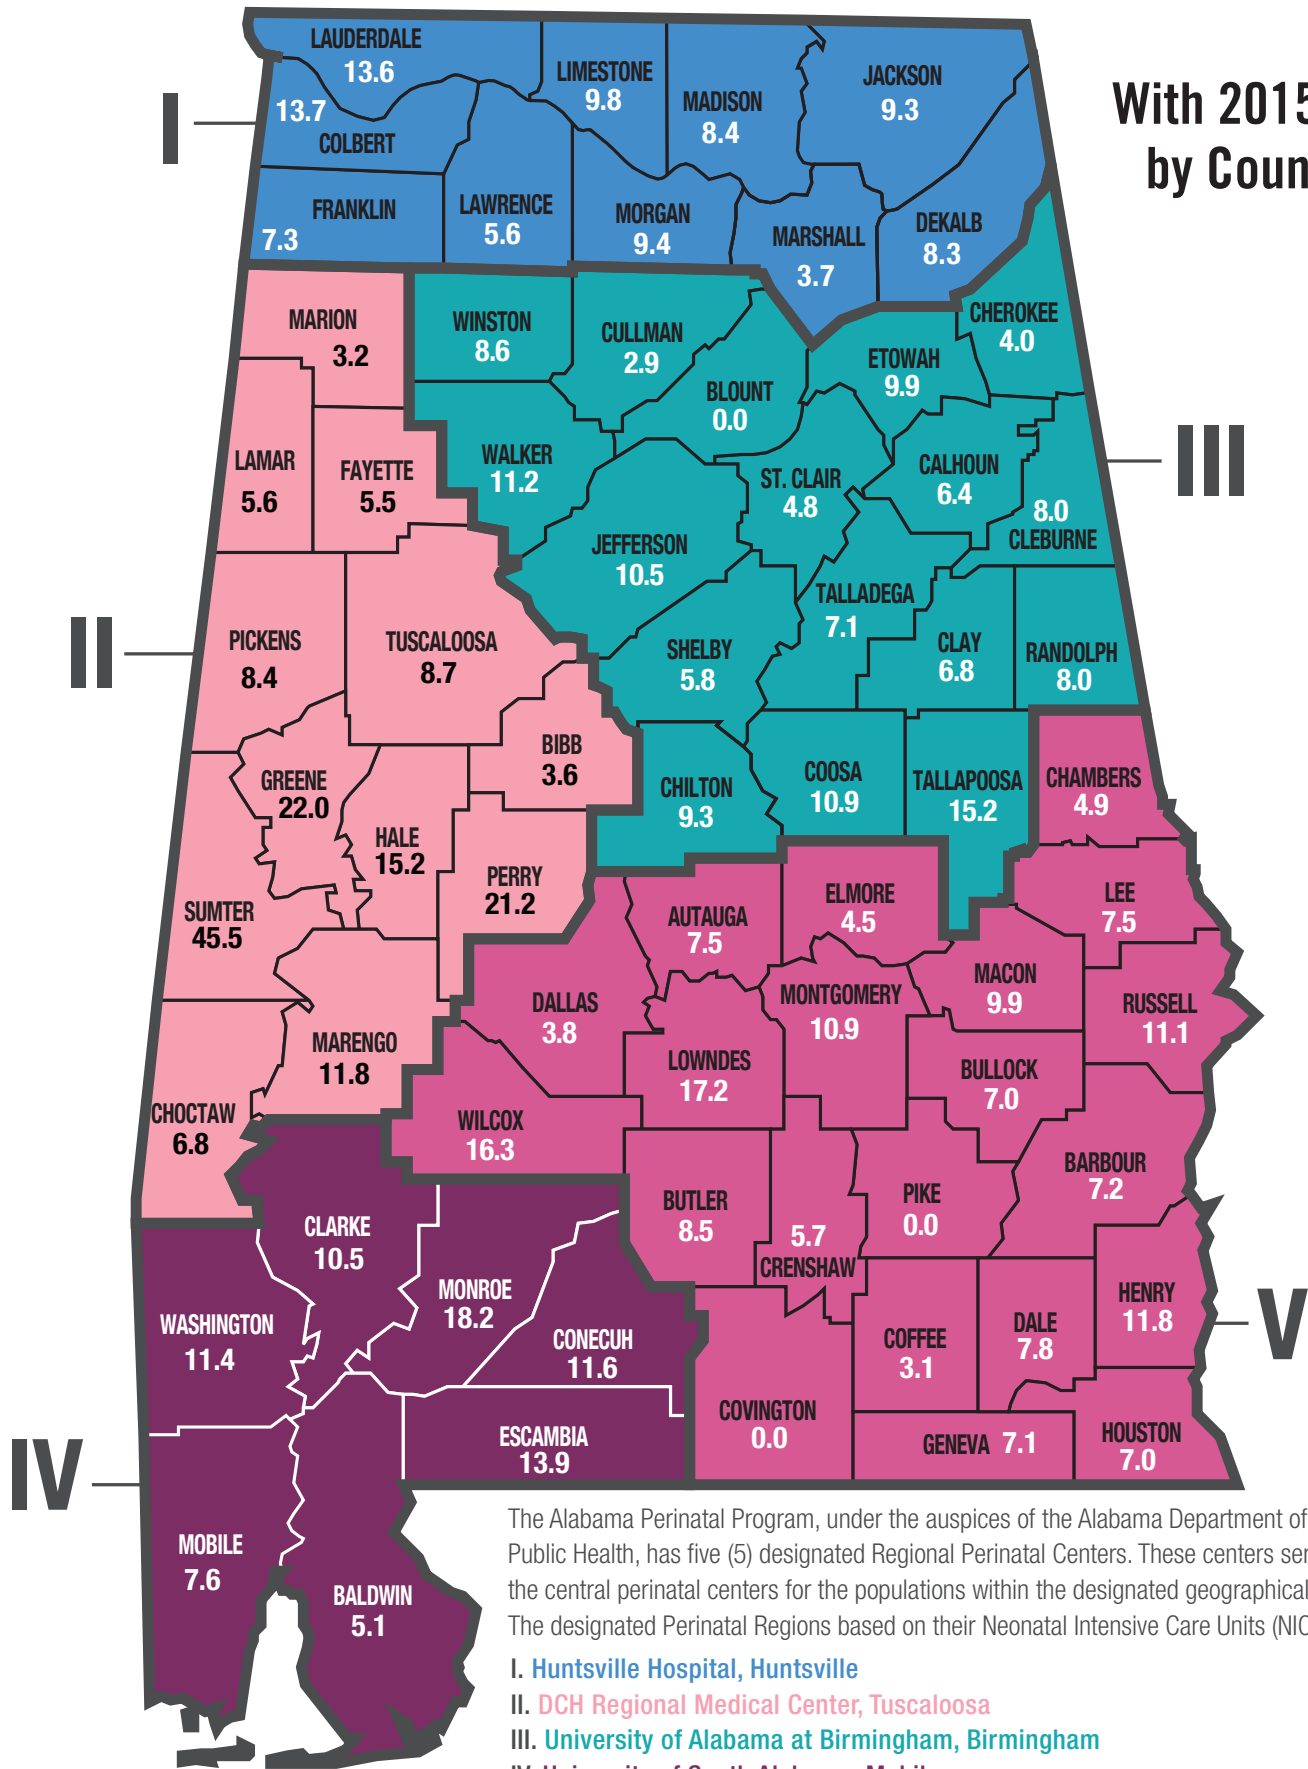 With 2015
by Coun
I
LAUDERDALE
13.6
LIMESTONE
9.8
MADISON
8.4
JACKSON
9.3
13.7
COLBERT
FRANKLIN
7.3
LAWRENCE
5.6
MORGAN
9.4
MARSHALL
3.7
DEKALB
8.3
II
MARION
3.2
LAMAR
5.6
FAYETTE
5.5
PICKENS
8.4
TUSCALOOSA
8.7
BIBB
3.6
GREENE
22.0
HALE
15.2
PERRY
21.2
SUMTER
45.5
MARENGO
11.8
CHOCTAW
6.8
III
WINSTON
8.6
CULLMAN
2.9
BLOUNT
0.0
ETOWAH
9.9
CHEROKEE
4.0
WALKER
11.2
ST. CLAIR
4.8
CALHOUN
6.4
8.0
CLEBURNE
JEFFERSON
10.5
TALLADEGA
7.1
SHELBY
5.8
CLAY
6.8
RANDOLPH
8.0
CHILTON
9.3
COOSA
10.9
TALLAPOOSA
15.2
V
CHAMBERS
4.9
LEE
7.5
ELMORE
4.5
AUTAUGA
7.5
MACON
9.9
RUSSELL
11.1
DALLAS
3.8
MONTGOMERY
10.9
LOWNDES
17.2
BULLOCK
7.0
WILCOX
16.3
BARBOUR
7.2
BUTLER
8.5
5.7
CRENSHAW
PIKE
0.0
HENRY
11.8
COFFEE
3.1
DALE
7.8
COVINGTON
0.0
GENEVA 7.1
HOUSTON
7.0
IV
CLARKE
10.5
MONROE
18.2
WASHINGTON
11.4
CONECUH
11.6
ESCAMBIA
13.9
MOBILE
7.6
BALDWIN
5.1
The Alabama Perinatal Program, under the auspices of the Alabama Department of
Public Health, has five (5) designated Regional Perinatal Centers. These centers ser
the central perinatal centers for the populations within the designated geographical
The designated Perinatal Regions based on their Neonatal Intensive Care Units (NIC
I. Huntsville Hospital, Huntsville
II. DCH Regional Medical Center, Tuscaloosa
III. University of Alabama at Birmingham, Birmingham
IV. University of South Alabama, Mobile